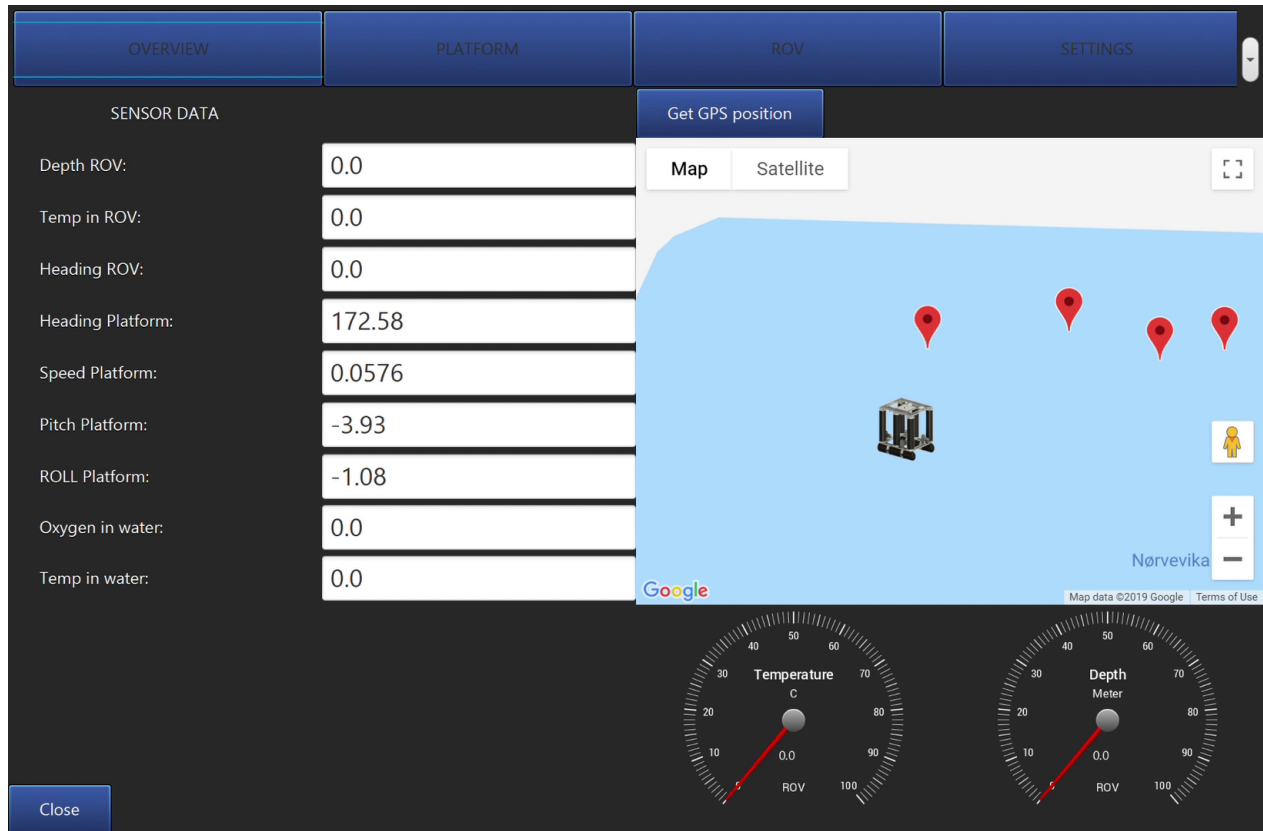 OVERVIEW PLATFORM ROV SETTINGS
SENSOR DATA
Get GPS position
Depth ROV: 0.0
Temp in ROV: 0.0
Heading ROV: 0.0
Heading Platform: 172.58
Speed Platform: 0.0576
Pitch Platform: -3.93
ROLL Platform: -1.08
Oxygen in water: 0.0
Temp in water: 0.0
Map Satellite
Nørvevika
Google
Map data ©2019 Google Terms of Use
0 10 20 30 40 50 60 70 80 90 100
Temperature
C
0.0
ROV
0 10 20 30 40 50 60 70 80 90 100
Depth
Meter
0.0
ROV
Close